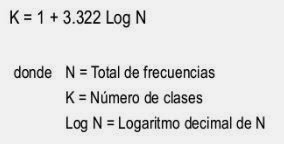 K = 1 + 3.322 Log N
donde N = Total de frecuencias
K = Número de clases
Log N = Logaritmo decimal de N